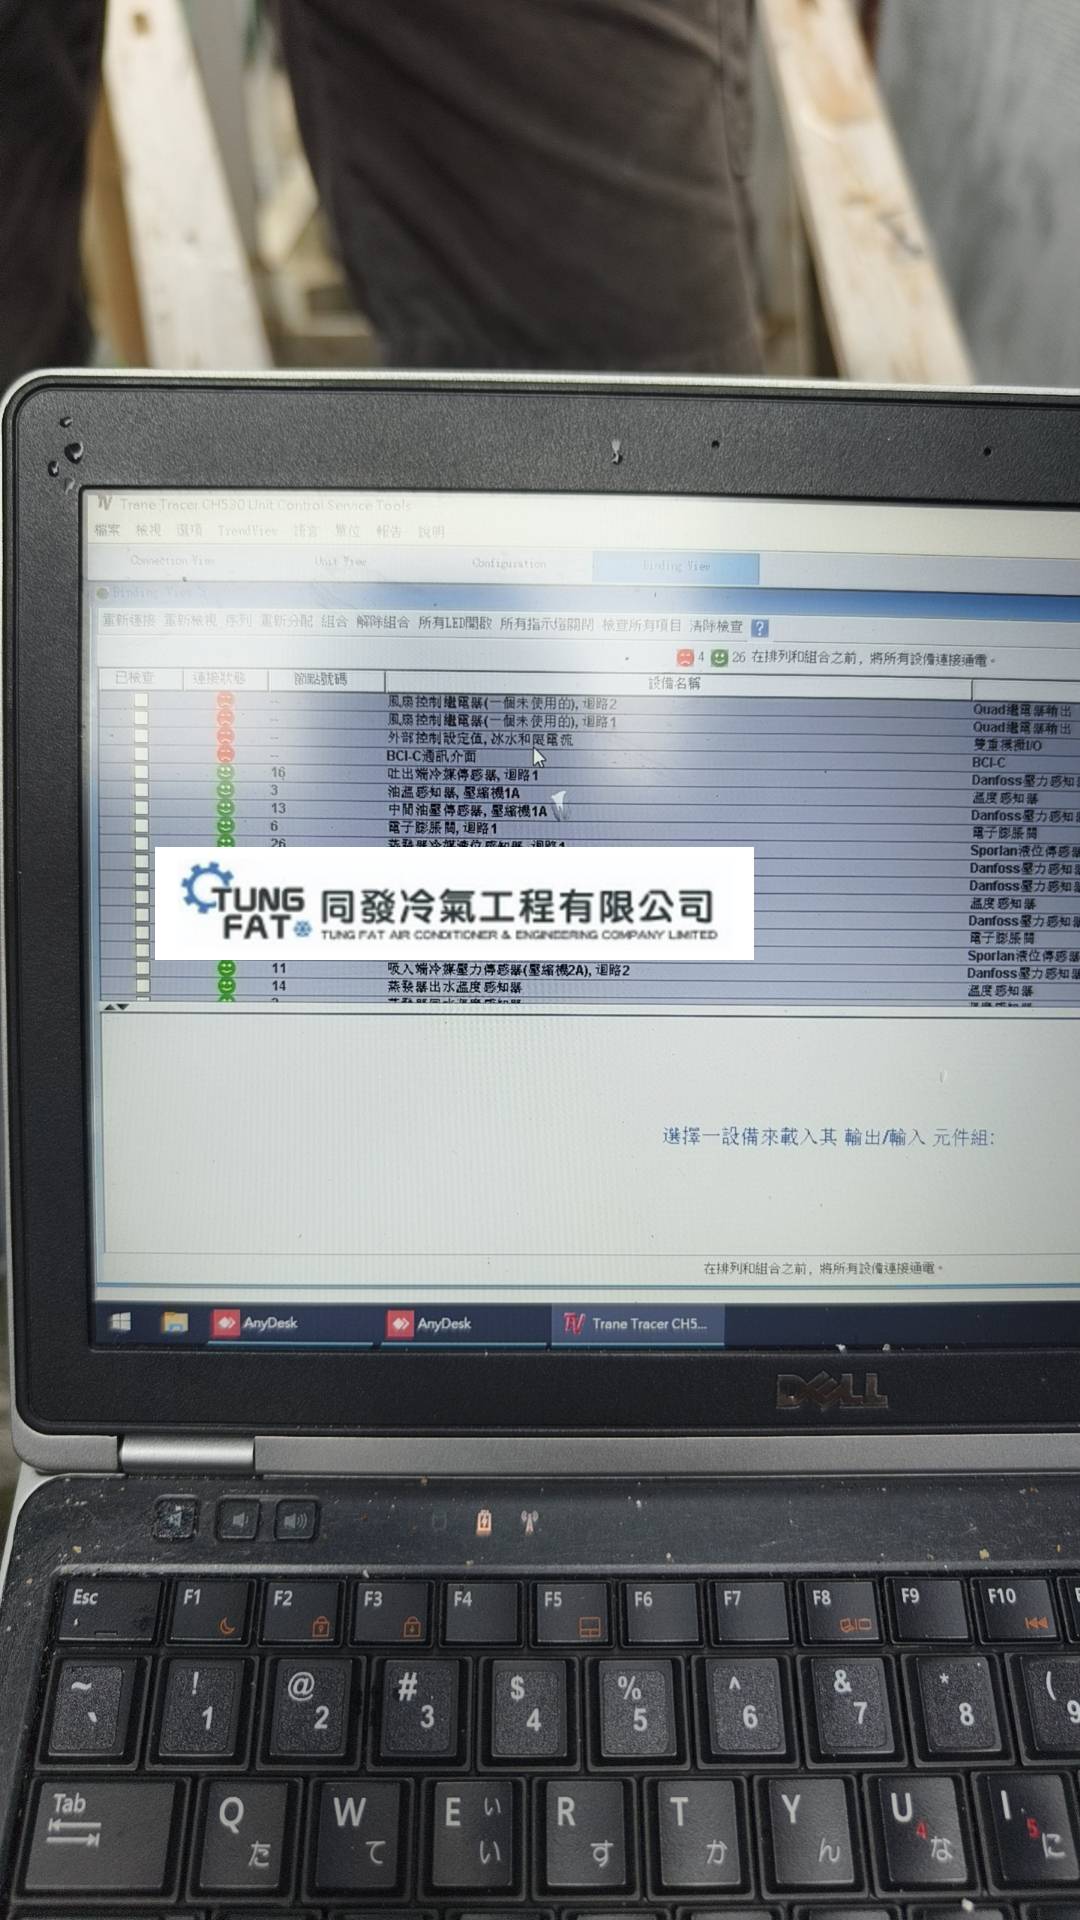 Trane Tracer CH530 Unit Control Service Tools
檔案 檢視 選項 TrendView 語言 單位 報告 說明
Connection View Unit View Configuration Binding View
Binding View
重新連接 重新檢視 序列 重新分配 組合 解除組合 所有LED開啟 所有指示燈關閉 檢查所有項目 清除檢查 ?
4 26 在排列和組合之前, 將所有設備連接通電。
已檢查 連接狀態 節點號碼 設備名稱
-- 風扇控制繼電器(一個未使用的), 迴路2 Quad繼電器輸出
-- 風扇控制繼電器(一個未使用的), 迴路1 Quad繼電器輸出
-- 外部控制設定值, 冰水和限電流 雙重模擬I/O
-- BCI-C通訊介面 BCI-C
16 吐出端冷媒傳感器, 迴路1 Danfoss壓力感知
3 油溫感知器, 壓縮機1A 溫度感知器
13 中間油壓傳感器, 壓縮機1A Danfoss壓力感知
6 電子膨脹閥, 迴路1 電子膨脹閥
26 蒸發器冷媒液位感知器, 迴路1 Sporlan液位傳感
Danfoss壓力感知
Danfoss壓力感知
溫度感知器
Danfoss壓力感知
電子膨脹閥
Sporlan液位傳感
TUNG FAT 同發冷氣工程有限公司
TUNG FAT AIR CONDITIONER & ENGINEERING COMPANY LIMITED
11 吸入端冷媒壓力傳感器(壓縮機2A), 迴路2 Danfoss壓力感知
14 蒸發器出水溫度感知器 溫度感知器
蒸發器回水溫度感知器 溫度感知器
選擇一設備來載入其 輸出/輸入 元件組:
在排列和組合之前, 將所有設備連接通電。
AnyDesk AnyDesk Trane Tracer CH5...
DELL
Esc F1 F2 F3 F4 F5 F6 F7 F8 F9 F10
~ ` ! 1 @ 2 # 3 $ 4 % 5 ^ 6 & 7 * 8 ( 9
Tab Q た W て E い い R す T か Y ん U 4 な I 5 に